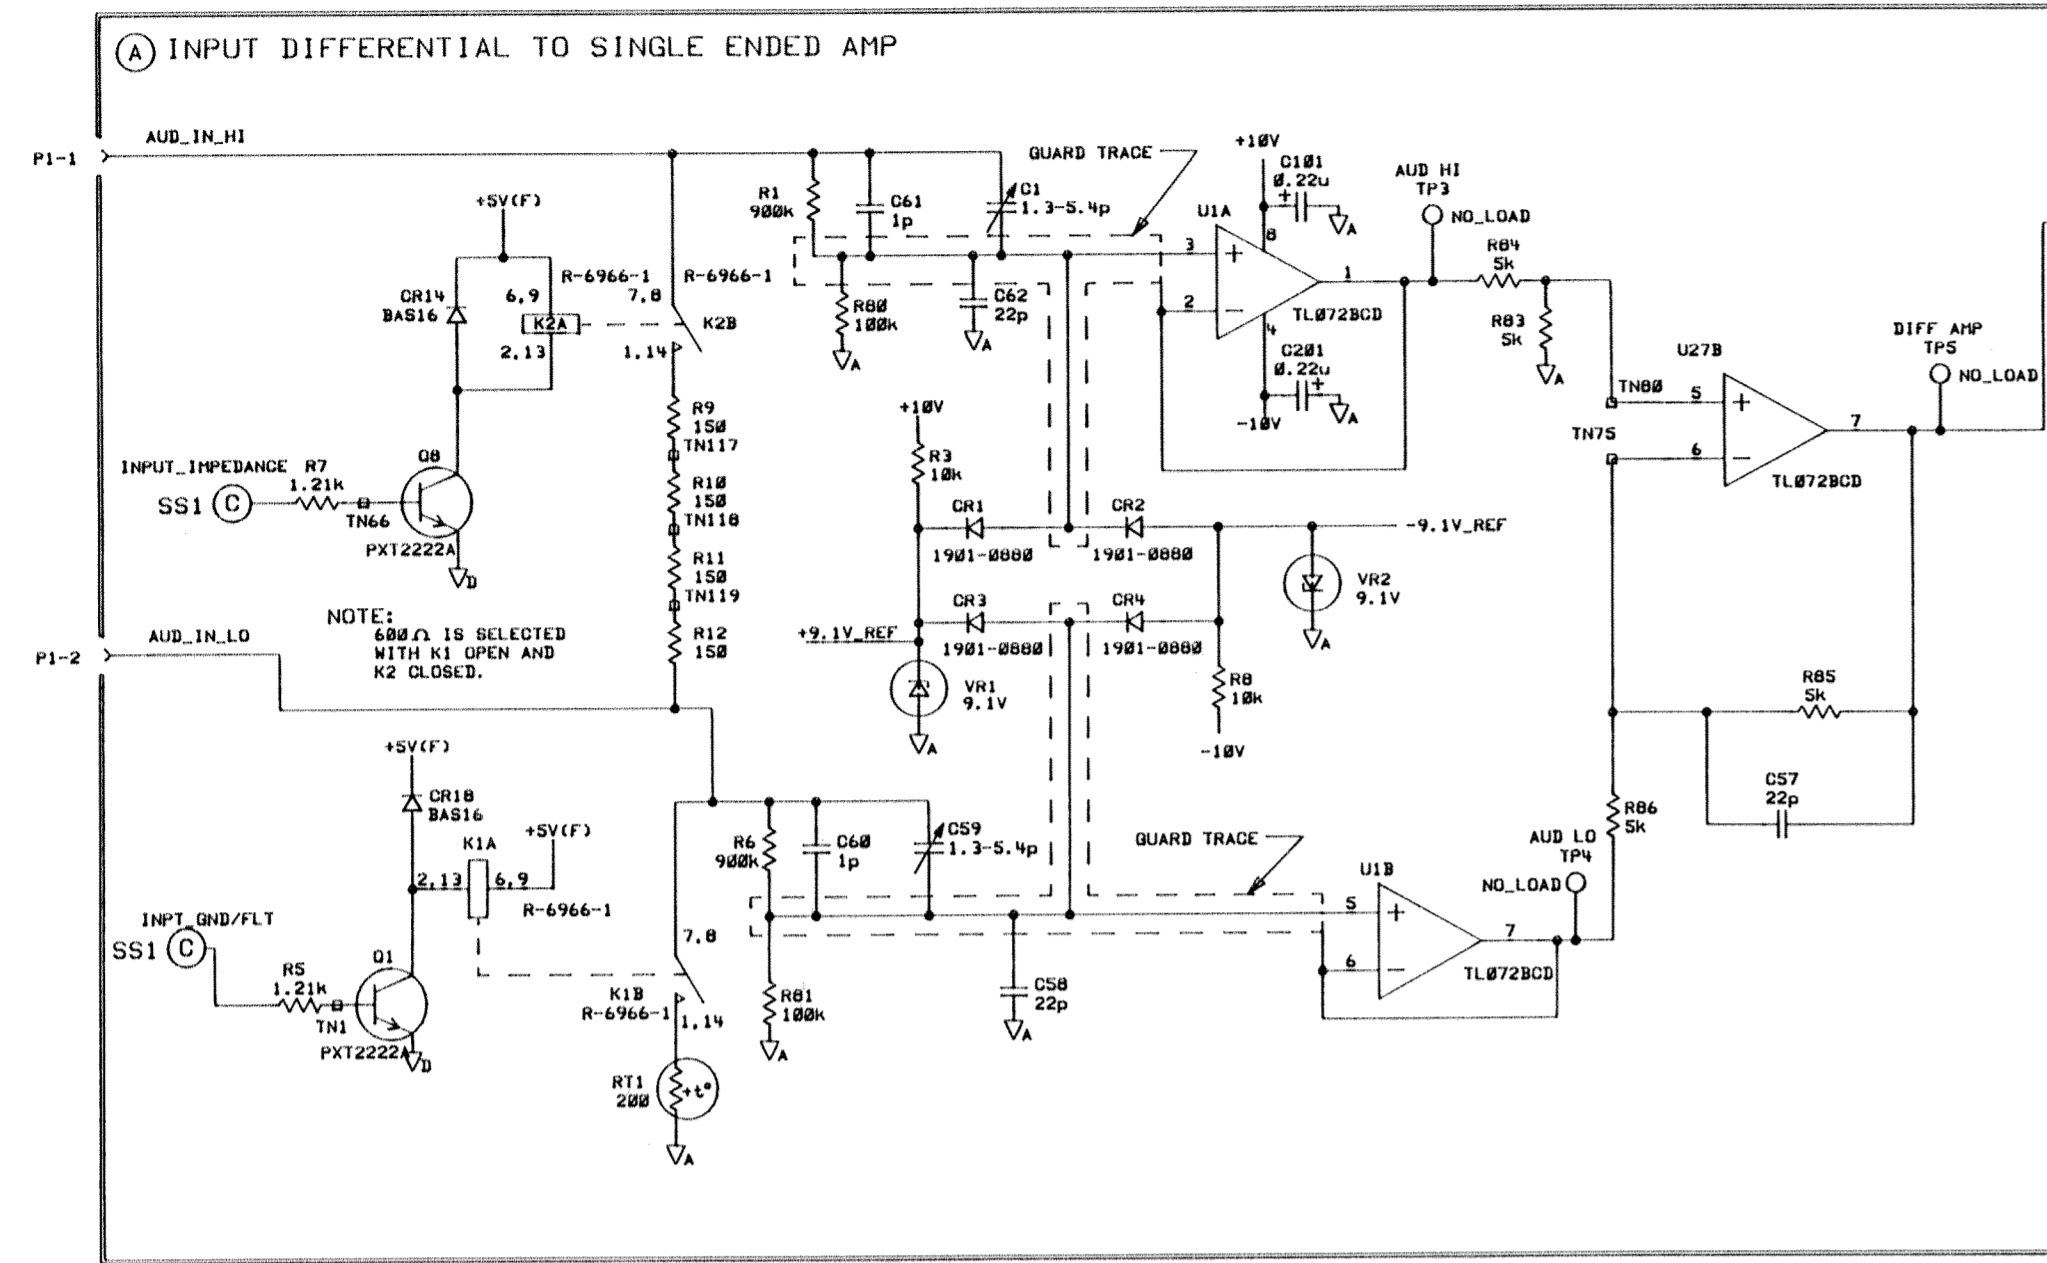 A INPUT DIFFERENTIAL TO SINGLE ENDED AMP
P1-1
AUD_IN_HI
+5V(F)
CR14
BAS16
6,9
K2A
2,13
R-6966-1
7,8
R-6966-1
K2B
1,14
R9
150
TN117
R10
150
TN118
R11
150
TN119
R12
150
INPUT_IMPEDANCE
SS1 C
R7
1.21k
TN66
Q8
PXT2222A
D
NOTE:
600Ω IS SELECTED
WITH K1 OPEN AND
K2 CLOSED.
P1-2
AUD_IN_LO
+5V(F)
CR18
BAS16
K1A
+5V(F)
2,13
6,9
R-6966-1
INPT_GND/FLT
SS1 C
R5
1.21k
TN1
Q1
PXT2222A
D
7,8
K1B
R-6966-1
1,14
RT1
200
+t°
A
R1
900k
C61
1p
C1
1.3-5.4p
GUARD TRACE
R80
100k
A
C62
22p
A
+10V
C101
0.22u
+
A
U1A
3
+
8
2
-
4
1
TL072BCD
C201
0.22u
+
A
-10V
AUD HI
TP3
NO_LOAD
R84
5k
R83
5k
A
TN80
TN75
U27B
5
+
6
-
7
TL072BCD
DIFF AMP
TP5
NO_LOAD
+10V
R3
10k
CR1
1901-0880
CR2
1901-0880
-9.1V_REF
CR3
1901-0880
CR4
1901-0880
+9.1V_REF
VR1
9.1V
A
VR2
9.1V
A
R8
10k
-10V
R85
5k
C57
22p
R86
5k
R6
900k
C60
1p
C59
1.3-5.4p
GUARD TRACE
R81
100k
A
C58
22p
A
U1B
5
+
6
-
7
TL072BCD
AUD LO
TP4
NO_LOAD